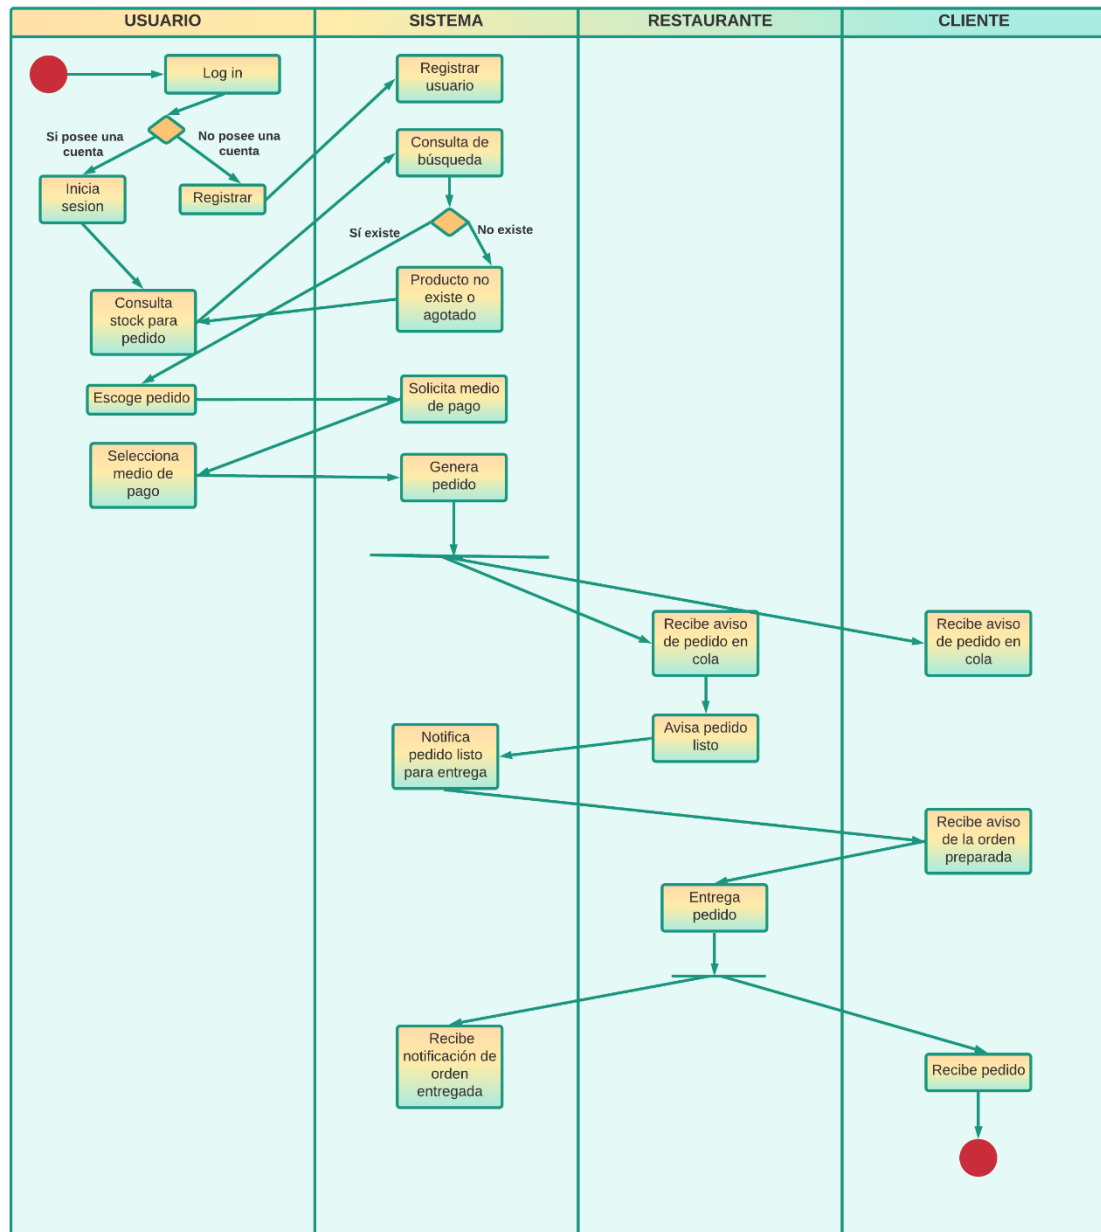 USUARIO
SISTEMA
RESTAURANTE
CLIENTE
Log in
Registrar
usuario
Si posee una
cuenta
No posee una
cuenta
Consulta de
búsqueda
Inicia
sesion
Registrar
Sí existe
No existe
Consulta
stock para
pedido
Producto no
existe o
agotado
Escoge pedido
Solicita medio
de pago
Selecciona
medio de
pago
Genera
pedido
Recibe aviso
de pedido en
cola
Recibe aviso
de pedido en
cola
Notifica
pedido listo
para entrega
Avisa pedido
listo
Recibe aviso
de la orden
preparada
Entrega
pedido
Recibe
notificación de
orden
entregada
Recibe pedido